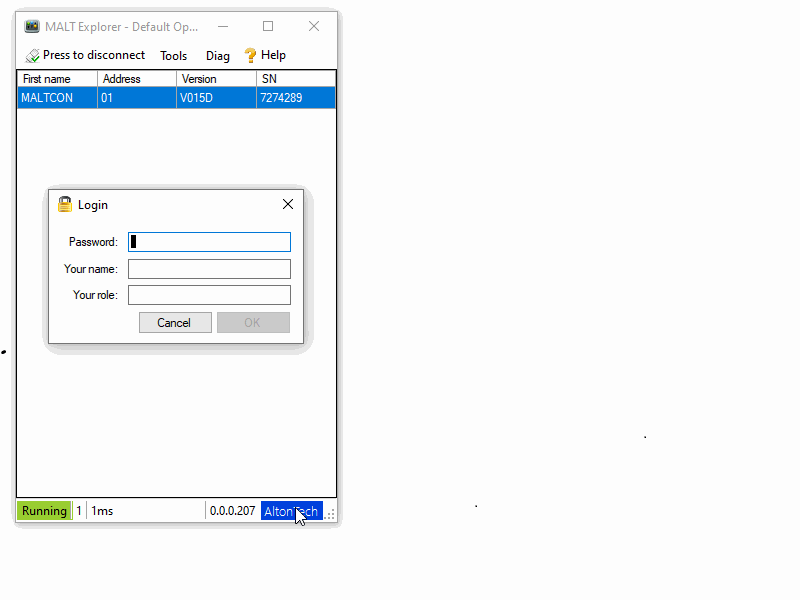 MALT Explorer - Default Op...
Press to disconnect Tools Diag Help
First name Address Version SN
MALTCON 01 V015D 7274289
Login
Password:
Your name:
Your role:
Cancel OK
Running 1 1ms 0.0.0.207 AltonTech